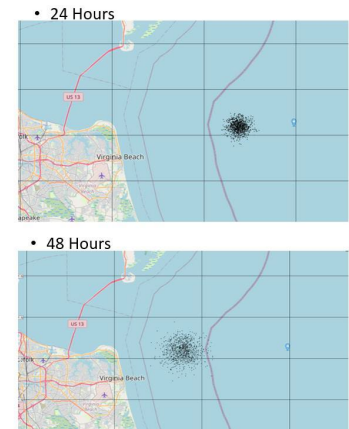 • 24 Hours
US 13
Virginia Beach
• 48 Hours
US 13
Virginia Beach